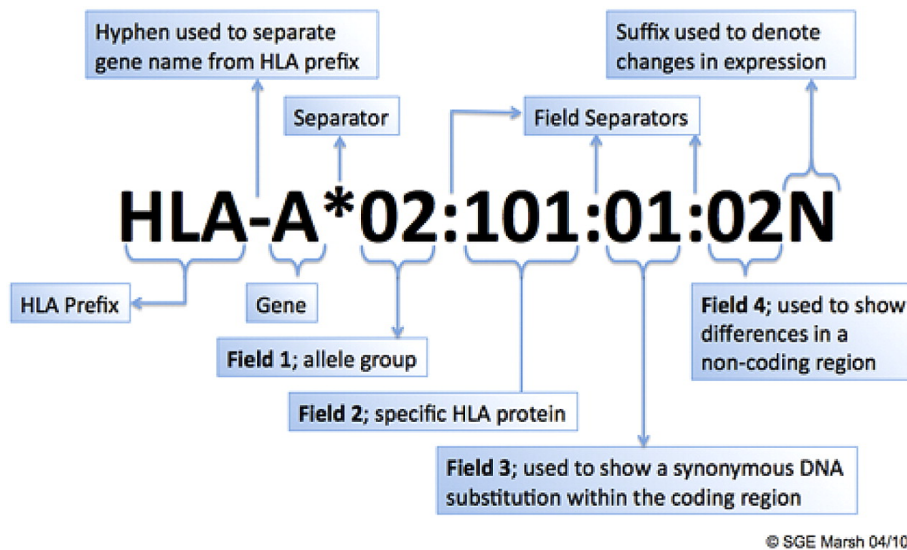 Hyphen used to separate
gene name from HLA prefix
Suffix used to denote
changes in expression
Separator
Field Separators
HLA-A*02:101:01:02N
HLA Prefix
Gene
Field 4; used to show
differences in a
non-coding region
Field 1; allele group
Field 2; specific HLA protein
Field 3; used to show a synonymous DNA
substitution within the coding region
© SGE Marsh 04/10